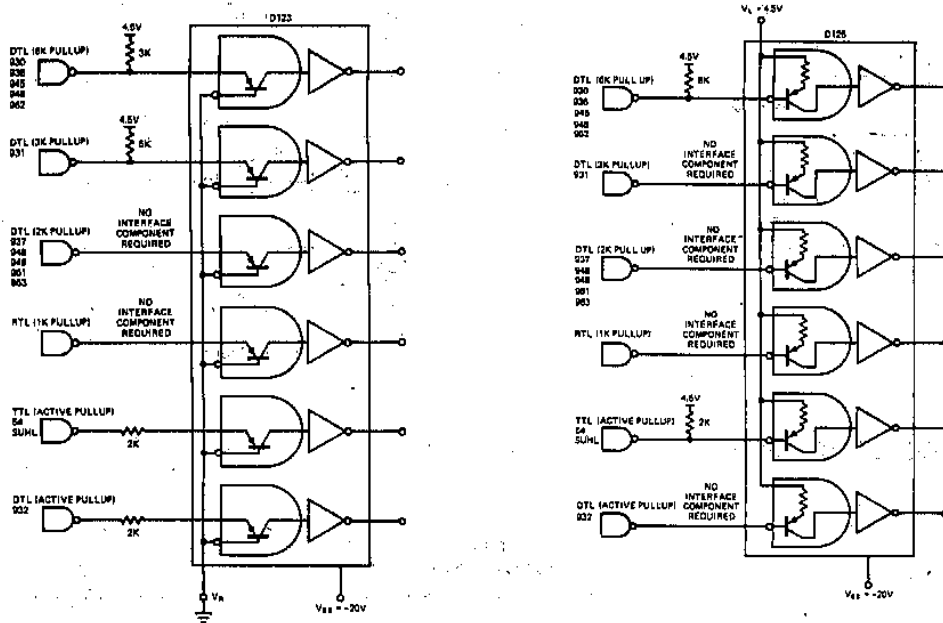 D123
4.5V
DTL (6K PULLUP)
930
936
945
946
962
3K
4.5V
DTL (3K PULLUP)
931
6K
NO
INTERFACE
COMPONENT
REQUIRED
DTL (2K PULLUP)
937
948
949
961
963
NO
INTERFACE
COMPONENT
REQUIRED
RTL (1K PULLUP)
TTL (ACTIVE PULLUP)
54
SUHL
2K
DTL (ACTIVE PULLUP)
932
2K
VR
VEE = -20V
VL = 4.5V
D125
4.5V
DTL (6K PULL UP)
930
936
945
946
962
6K
NO
INTERFACE
COMPONENT
REQUIRED
DTL (3K PULLUP)
931
NO
INTERFACE
COMPONENT
REQUIRED
DTL (2K PULL UP)
937
948
949
961
963
NO
INTERFACE
COMPONENT
REQUIRED
RTL (1K PULLUP)
4.5V
TTL (ACTIVE PULLUP)
54
SUHL
2K
NO
INTERFACE
COMPONENT
REQUIRED
DTL (ACTIVE PULLUP)
932
VEE = -20V